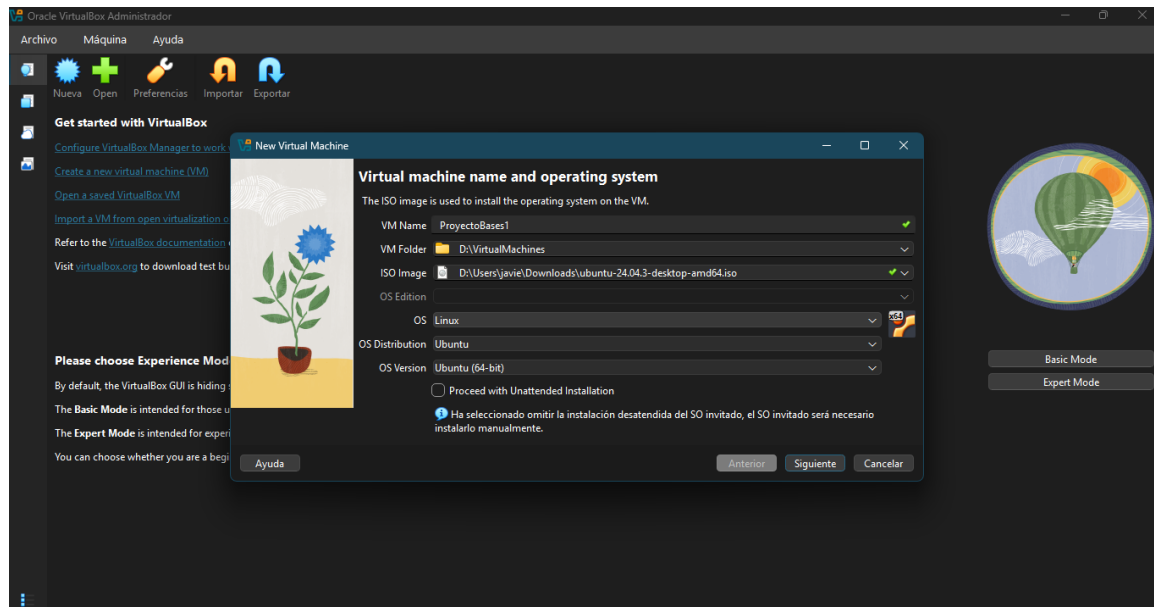 Oracle VirtualBox Administrador
Archivo Máquina Ayuda
Nueva Open Preferencias Importar Exportar
Get started with VirtualBox
Configure VirtualBox Manager to work
Create a new virtual machine (VM)
Open a saved VirtualBox VM
Import a VM from open virtualization
Refer to the VirtualBox documentation
Visit virtualbox.org to download test bu
Please choose Experience Mod
By default, the VirtualBox GUI is hiding
The Basic Mode is intended for those u
The Expert Mode is intended for experi
You can choose whether you are a begi
Basic Mode
Expert Mode
New Virtual Machine
Virtual machine name and operating system
The ISO image is used to install the operating system on the VM.
VM Name ProyectoBases1
VM Folder D:\VirtualMachines
ISO Image D:\Users\javie\Downloads\ubuntu-24.04.3-desktop-amd64.iso
OS Edition
OS Linux
x64
OS Distribution Ubuntu
OS Version Ubuntu (64-bit)
Proceed with Unattended Installation
Ha seleccionado omitir la instalación desatendida del SO invitado, el SO invitado será necesario
instalarlo manualmente.
Ayuda Anterior Siguiente Cancelar